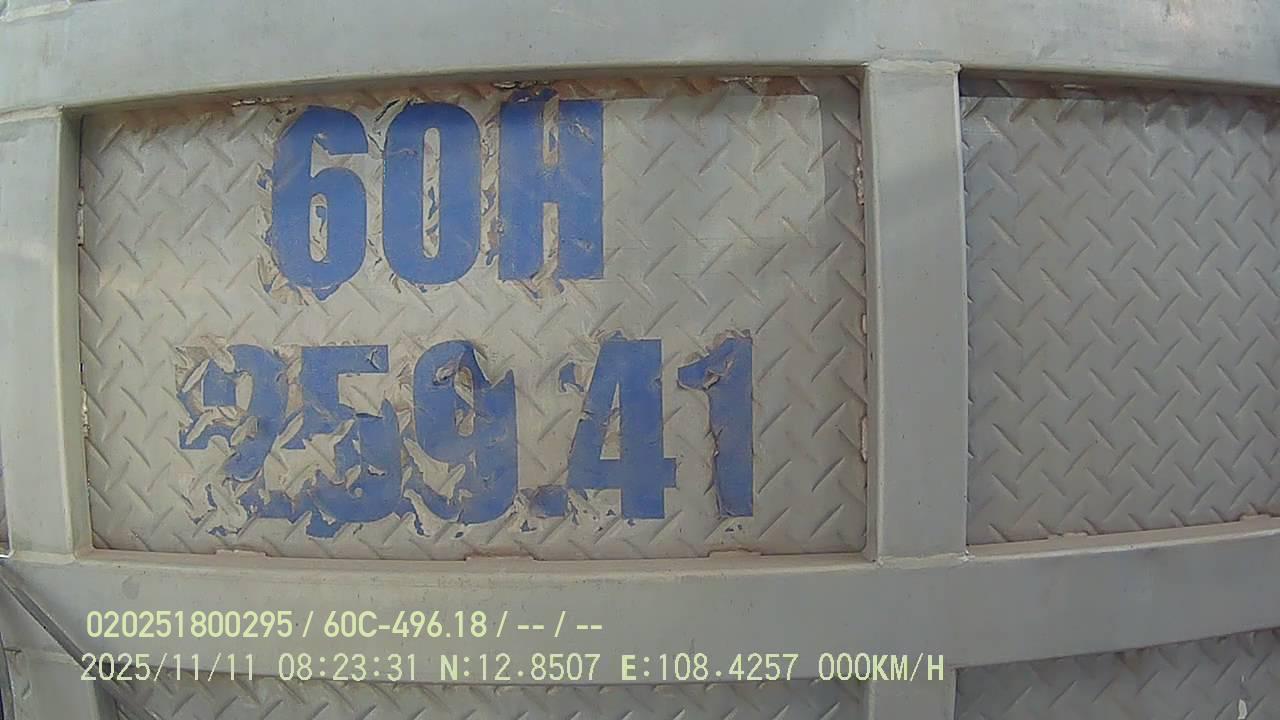 60H
259.41
020251800295 / 60C-496.18 / -- / --
2025/11/11 08:23:31 N:12.8507 E:108.4257 000KM/H